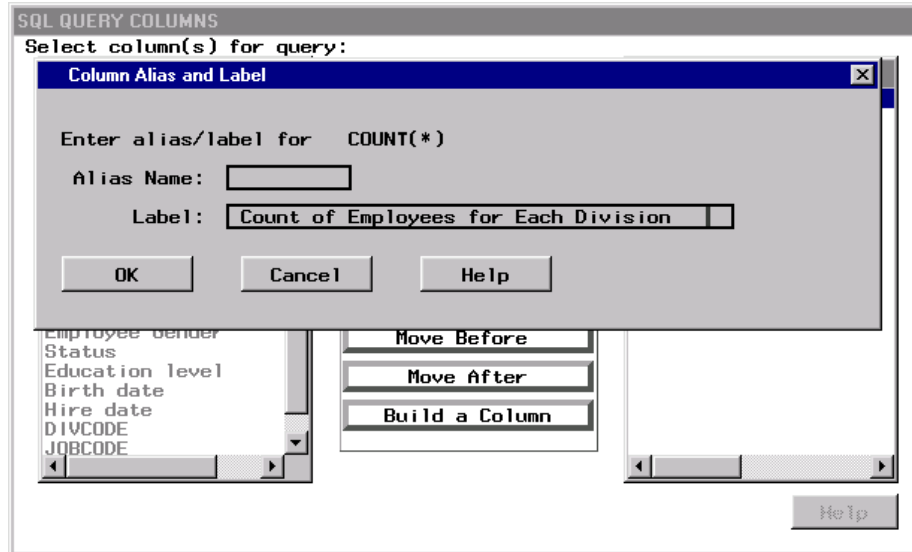 SQL QUERY COLUMNS
Select column(s) for query:
Column Alias and Label
Enter alias/label for COUNT(*)
Alias Name:
Label: Count of Employees for Each Division
OK Cancel Help
Employee Gender
Status
Education level
Birth date
Hire date
DIVCODE
JOBCODE
Move Before
Move After
Build a Column
Help